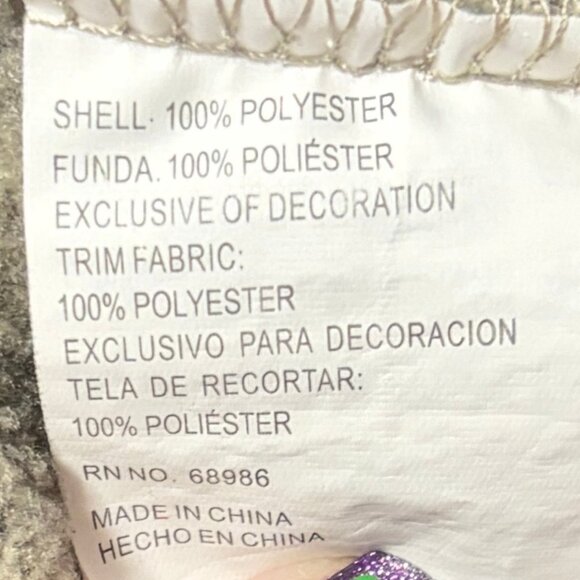 SHELL· 100% POLYESTER
FUNDA. 100% POLIÉSTER
EXCLUSIVE OF DECORATION
TRIM FABRIC:
100% POLYESTER
EXCLUSIVO PARA DECORACION
TELA DE RECORTAR:
100% POLIÉSTER
RN NO. 68986
MADE IN CHINA
HECHO EN CHINA